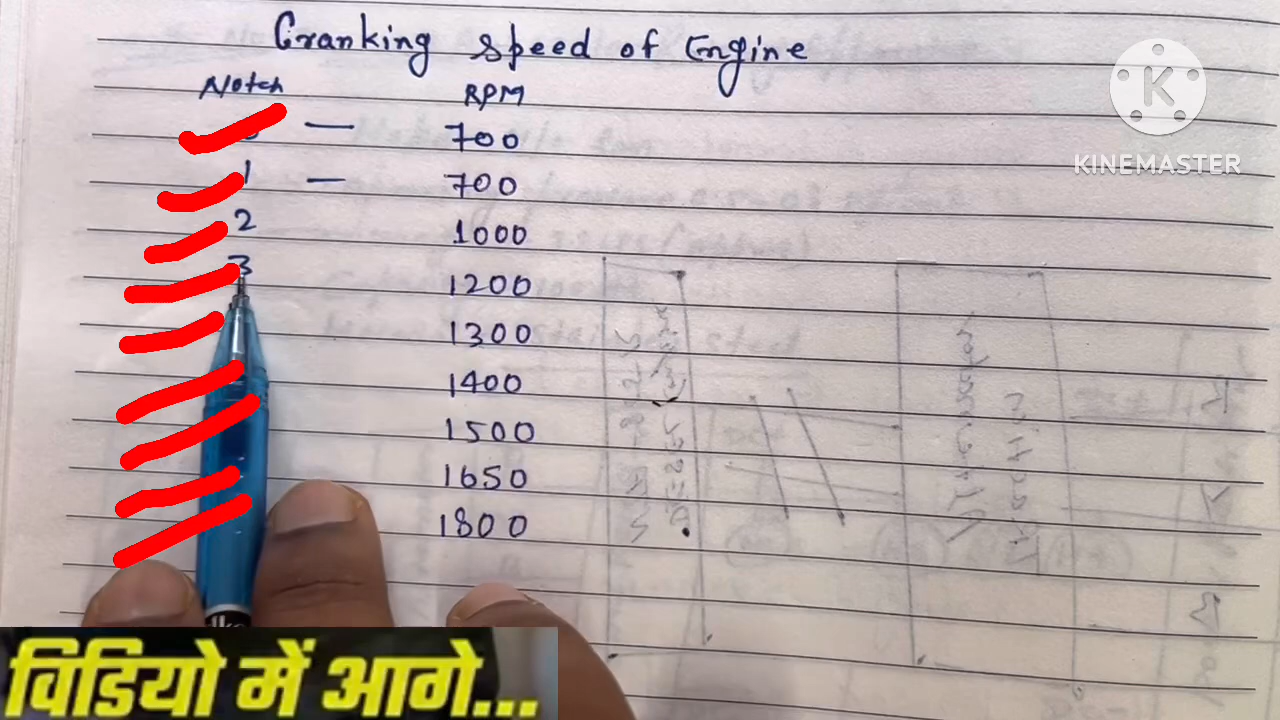 Cranking speed of Engine
Notch RPM
— 700
1 — 700
2 1000
3 1200
1300
1400
1500
1650
1800
K
KINEMASTER
विडियो में आगे...